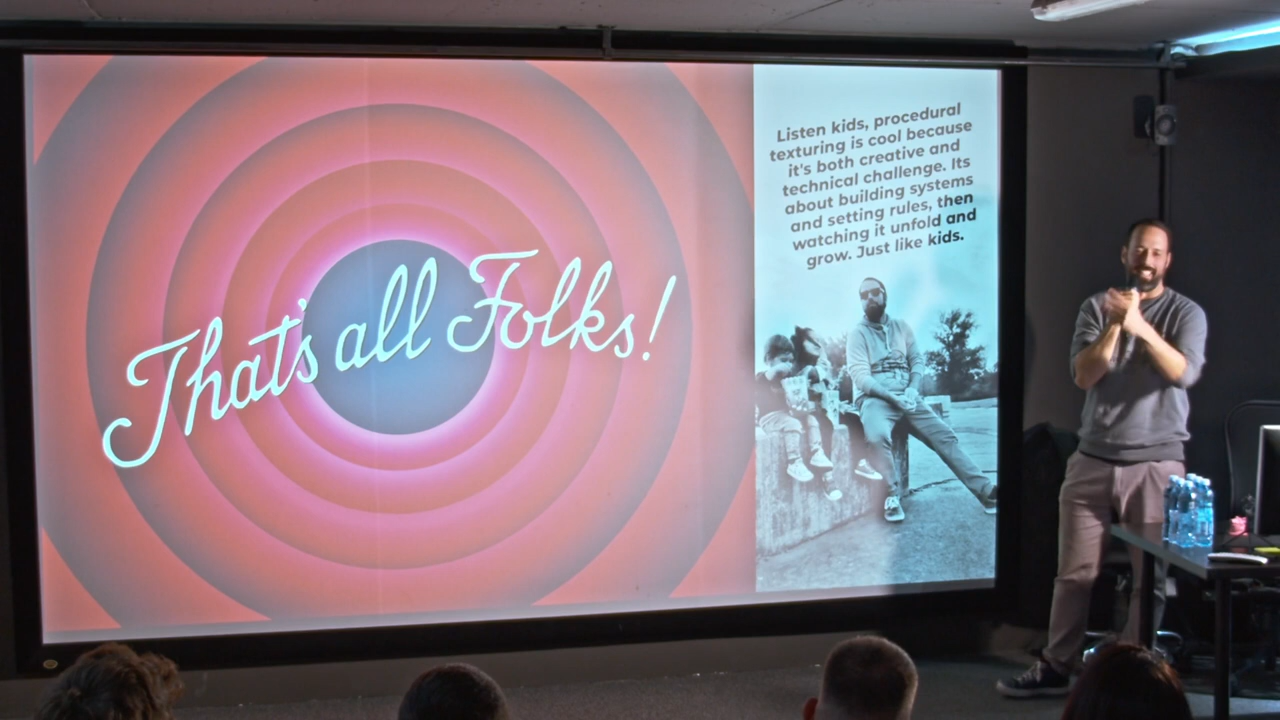 That's all Folks!
Listen kids, procedural
texturing is cool because
it's both creative and
technical challenge. Its
about building systems
and setting rules, then
watching it unfold and
grow. Just like kids.